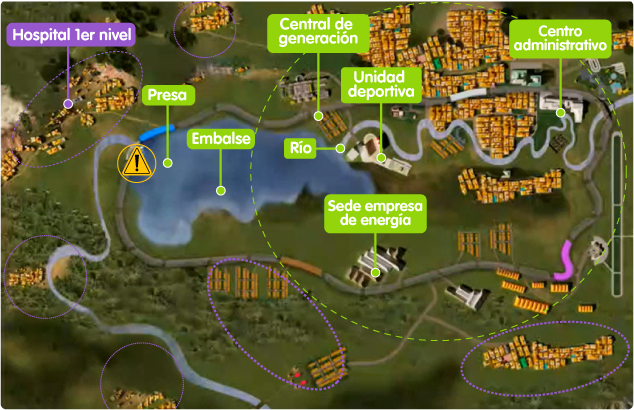 Hospital 1er nivel
Central de
generación
Centro
administrativo
Unidad
deportiva
Presa
Embalse
Río
Sede empresa
de energía